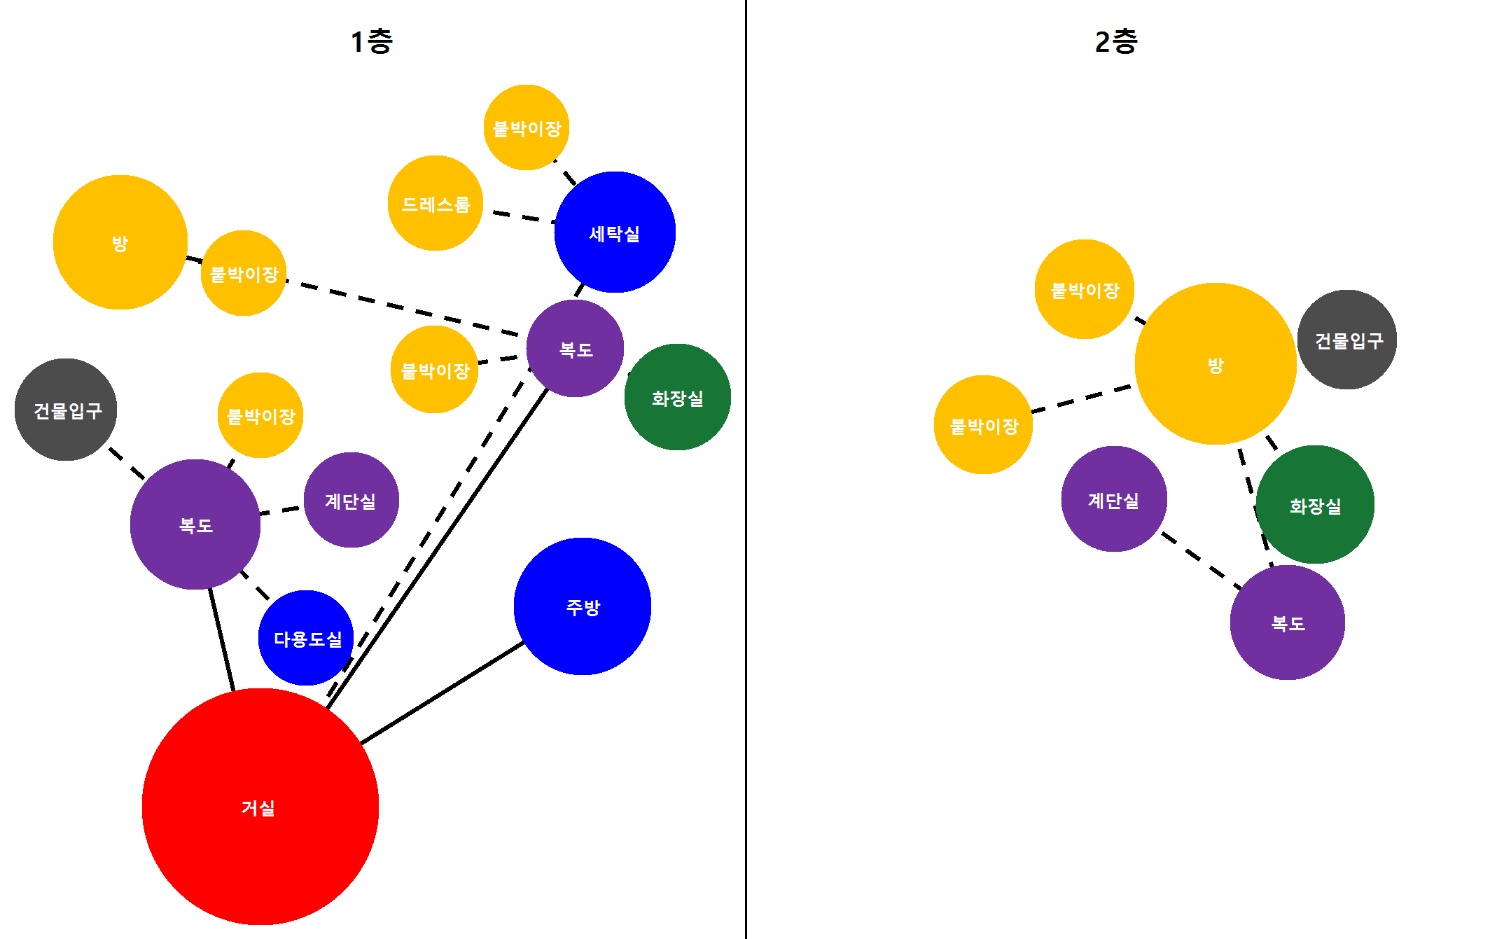 1층
붙박이장
드레스룸
세탁실
방
붙박이장
복도
붙박이장
화장실
건물입구
붙박이장
계단실
복도
다용도실
주방
거실
2층
붙박이장
건물입구
방
붙박이장
계단실
화장실
복도